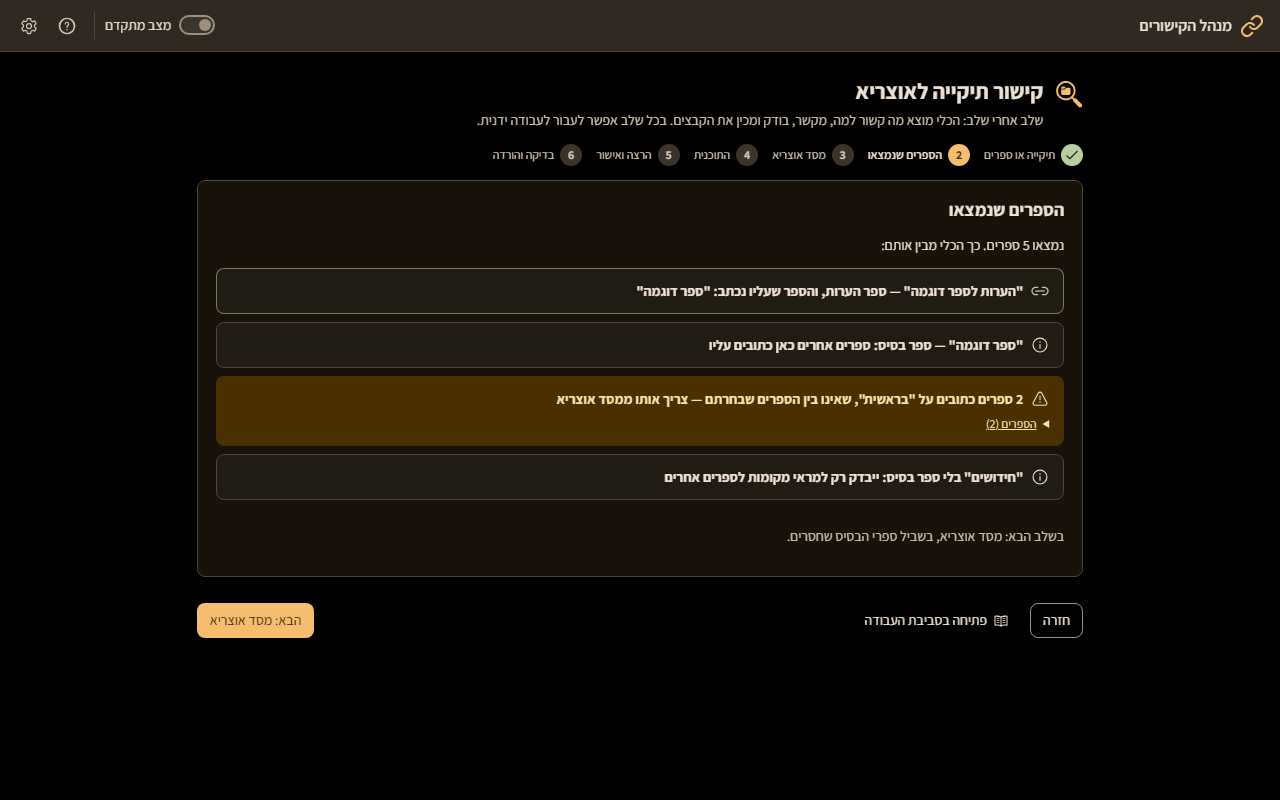 מנהל הקישורים
מצב מתקדם
קישור תיקייה לאוצריא
שלב אחרי שלב: הכלי מוצא מה קשור למה, מקשר, בודק ומכין את הקבצים. בכל שלב אפשר לעבור לעבודה ידנית.
תיקייה או ספרים
2 הספרים שנמצאו
3 מסד אוצריא
4 התוכנית
5 הרצה ואישור
6 בדיקה והורדה
הספרים שנמצאו
נמצאו 5 ספרים. כך הכלי מבין אותם:
"הערות לספר דוגמה" — ספר הערות, והספר שעליו נכתב: "ספר דוגמה"
"ספר דוגמה" — ספר בסיס: ספרים אחרים כאן כתובים עליו
2 ספרים כתובים על "בראשית", שאינו בין הספרים שבחרתם — צריך אותו ממסד אוצריא
הספרים (2)
"חידושים" בלי ספר בסיס: ייבדק רק למראי מקומות לספרים אחרים
בשלב הבא: מסד אוצריא, בשביל ספרי הבסיס שחסרים.
חזרה
פתיחה בסביבת העבודה
הבא: מסד אוצריא